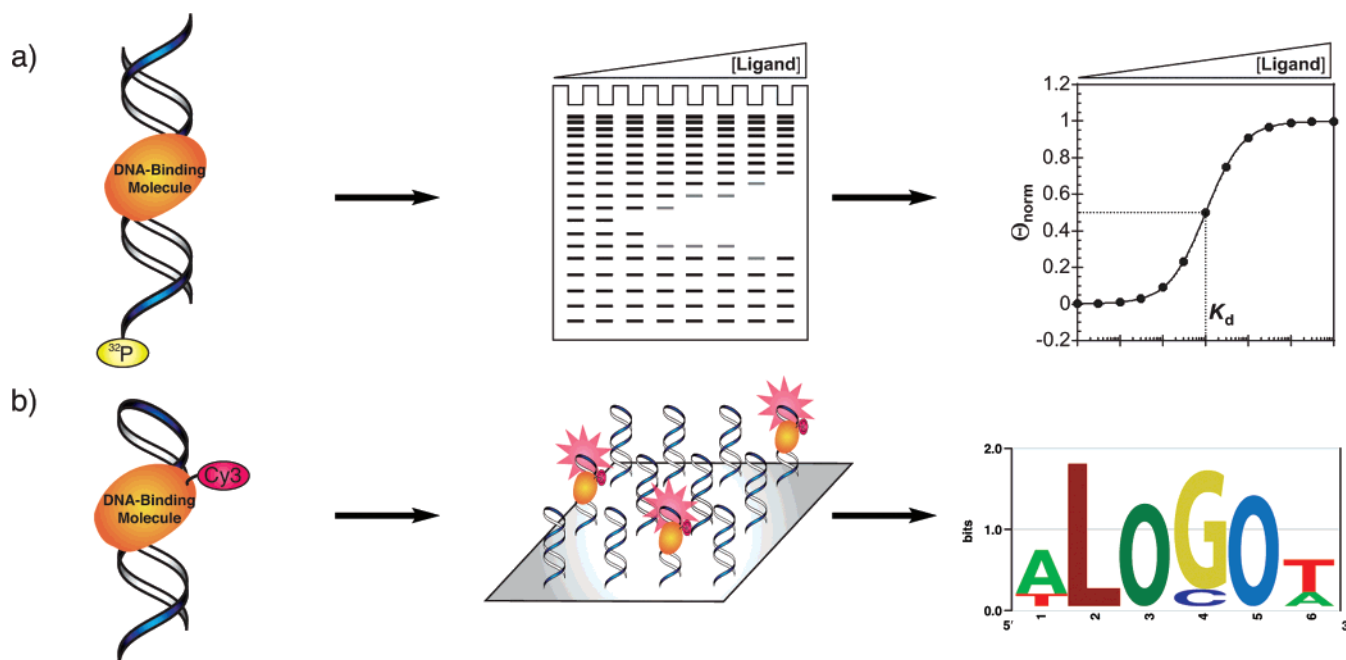 a)
DNA-Binding
Molecule
32P
[Ligand]
[Ligand]
1.2
1
0.8
0.6
0.4
0.2
0
-0.2
Θnorm
Kd
b)
Cy3
DNA-Binding
Molecule
2.0
1.0
0.0
bits
A
T
L
O
G
C
O
T
A
5′
1
2
3
4
5
6
3